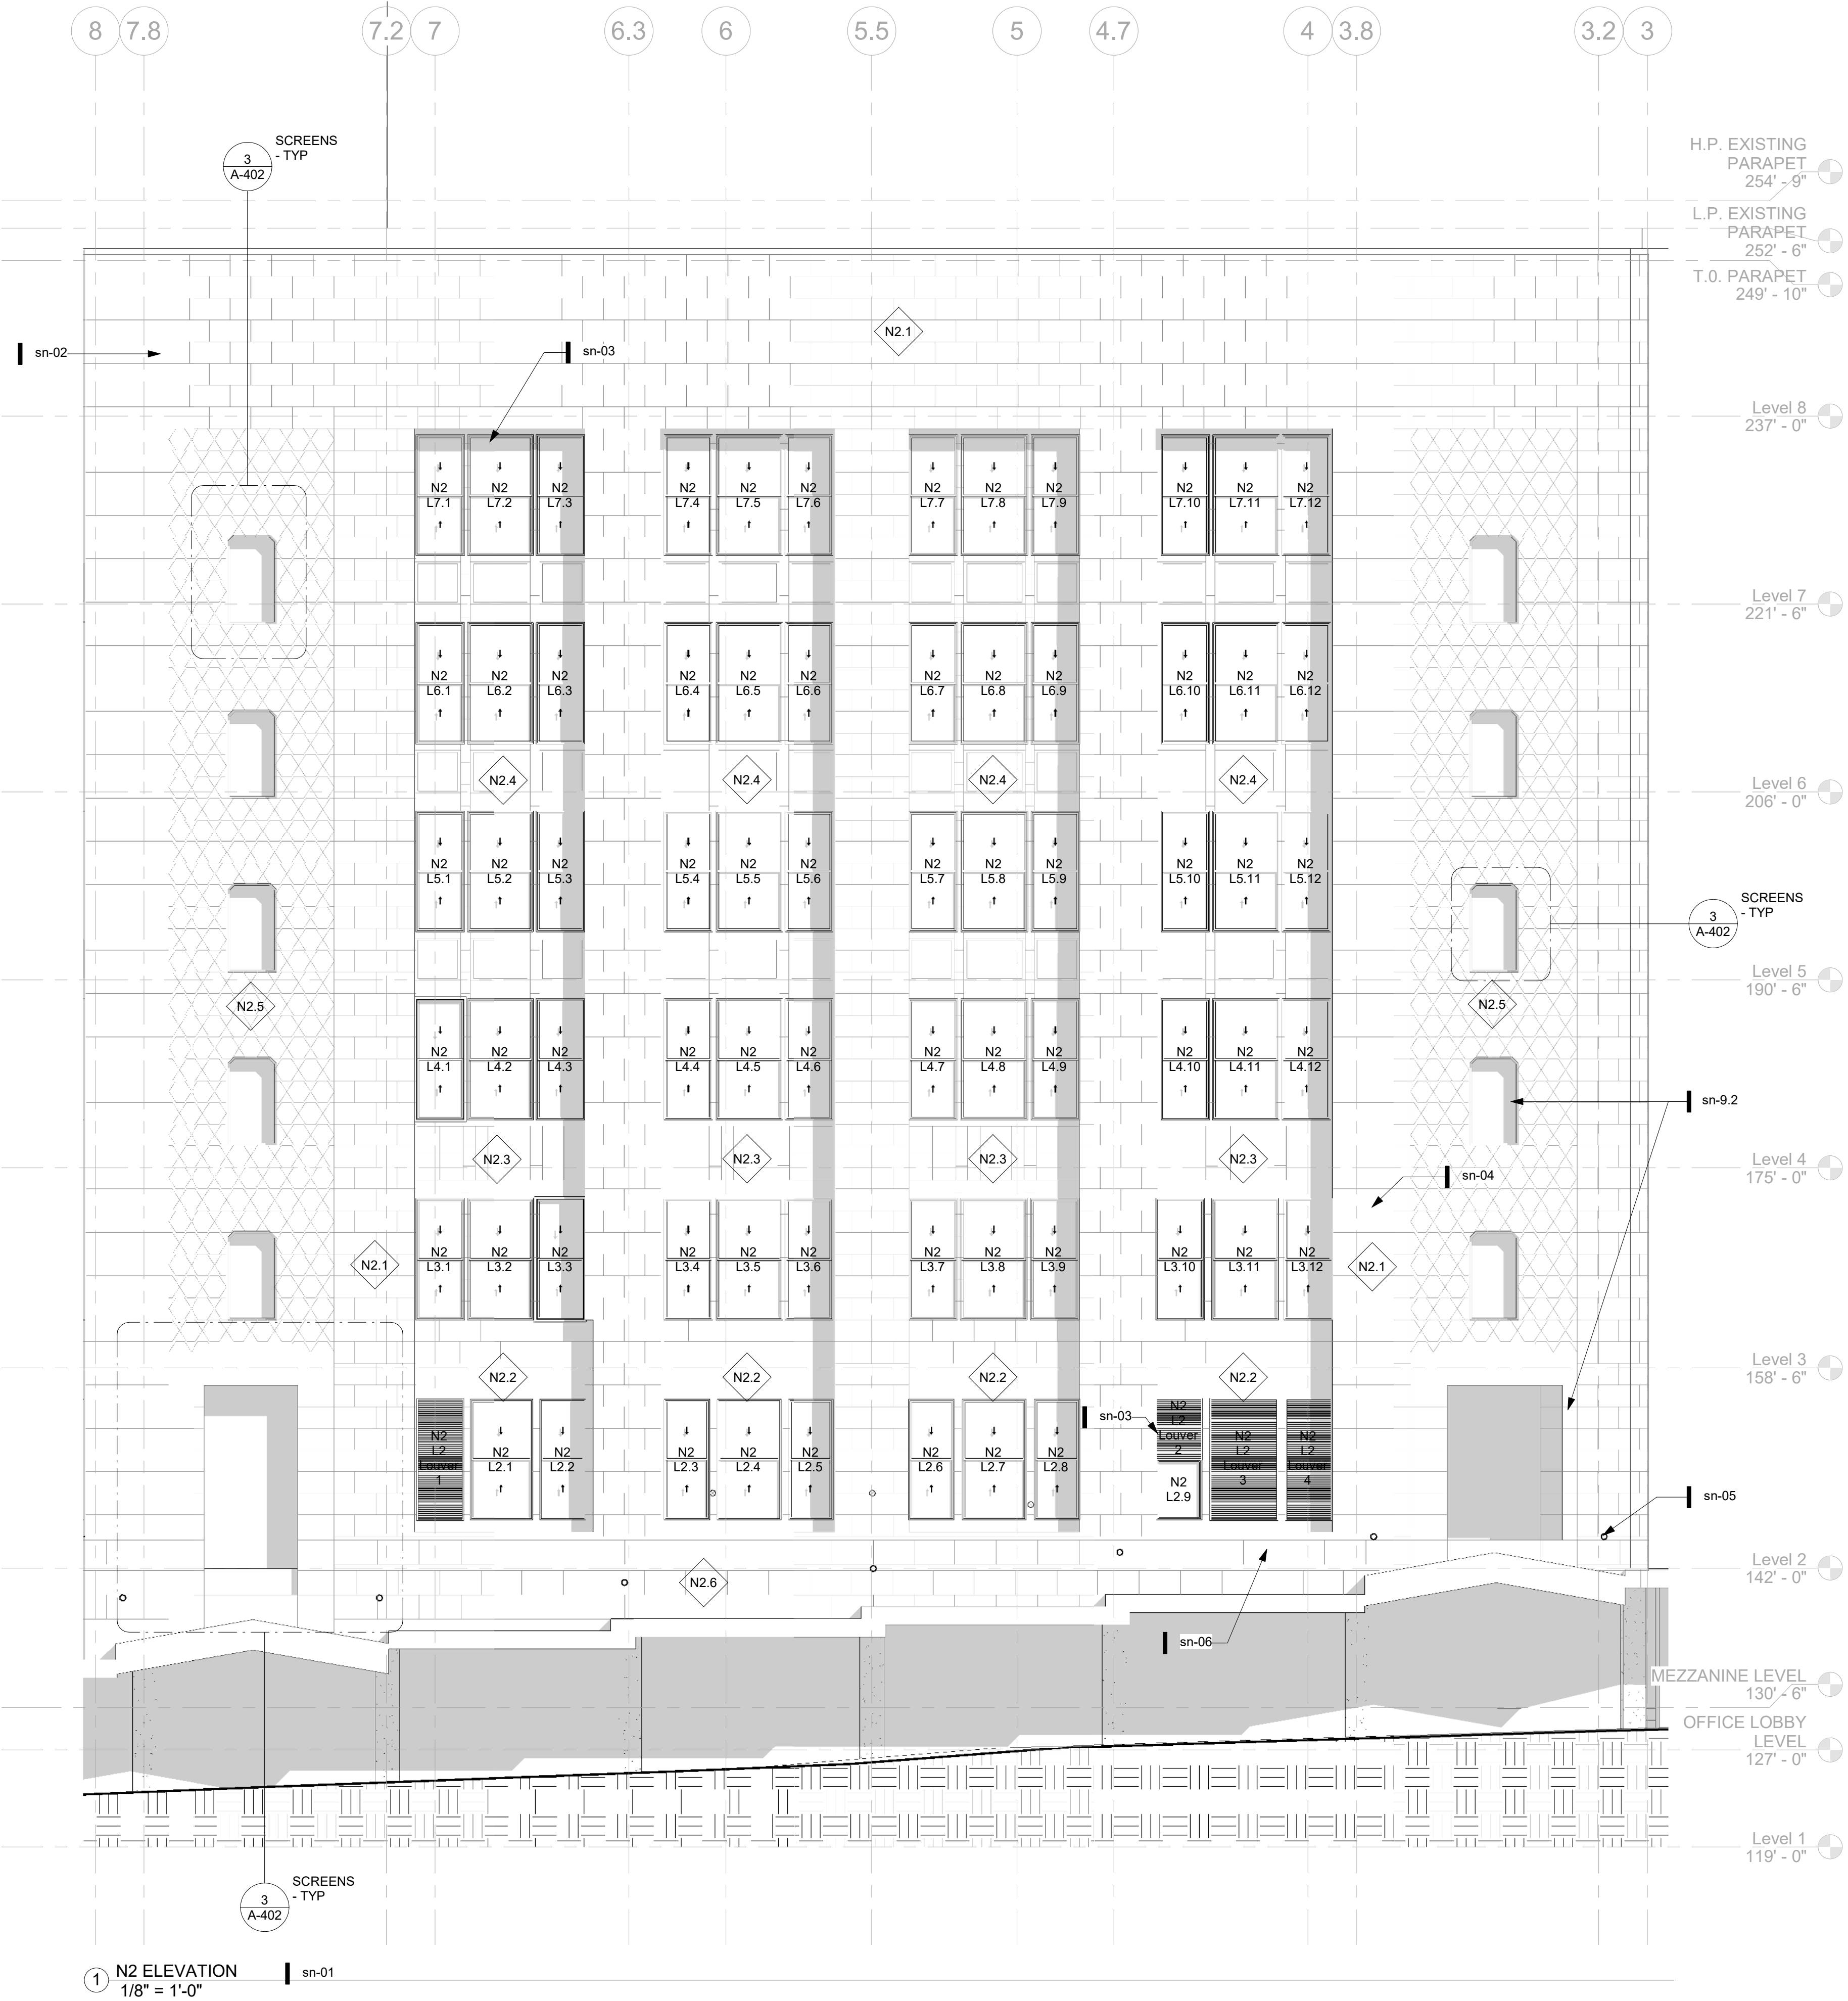 8 7.8 7.2 7 6.3 6 5.5 5 4.7 4 3.8 3.2 3
SCREENS
- TYP
3
A-402
H.P. EXISTING
PARAPET
254' - 9"
L.P. EXISTING
PARAPET
252' - 6"
T.0. PARAPET
249' - 10"
N2.1
sn-02
sn-03
Level 8
237' - 0"
N2 N2 N2 N2 N2 N2 N2 N2 N2 N2 N2 N2
L7.1 L7.2 L7.3 L7.4 L7.5 L7.6 L7.7 L7.8 L7.9 L7.10 L7.11 L7.12
Level 7
221' - 6"
N2 N2 N2 N2 N2 N2 N2 N2 N2 N2 N2 N2
L6.1 L6.2 L6.3 L6.4 L6.5 L6.6 L6.7 L6.8 L6.9 L6.10 L6.11 L6.12
N2.4 N2.4 N2.4 N2.4
Level 6
206' - 0"
N2 N2 N2 N2 N2 N2 N2 N2 N2 N2 N2 N2
L5.1 L5.2 L5.3 L5.4 L5.5 L5.6 L5.7 L5.8 L5.9 L5.10 L5.11 L5.12
SCREENS
- TYP
3
A-402
Level 5
190' - 6"
N2.5 N2.5
N2 N2 N2 N2 N2 N2 N2 N2 N2 N2 N2 N2
L4.1 L4.2 L4.3 L4.4 L4.5 L4.6 L4.7 L4.8 L4.9 L4.10 L4.11 L4.12
sn-9.2
N2.3 N2.3 N2.3 N2.3
Level 4
175' - 0"
sn-04
N2 N2 N2 N2 N2 N2 N2 N2 N2 N2 N2 N2
L3.1 L3.2 L3.3 L3.4 L3.5 L3.6 L3.7 L3.8 L3.9 L3.10 L3.11 L3.12
N2.1 N2.1
N2.2 N2.2 N2.2 N2.2
Level 3
158' - 6"
sn-03
N2
L2
Louver
1
N2 N2 N2 N2 N2 N2 N2 N2
L2.1 L2.2 L2.3 L2.4 L2.5 L2.6 L2.7 L2.8
N2
L2
Louver
2
N2
L2.9
N2
L2
Louver
3
N2
L2
Louver
4
sn-05
Level 2
142' - 0"
N2.6
sn-06
MEZZANINE LEVEL
130' - 6"
OFFICE LOBBY
LEVEL
127' - 0"
Level 1
119' - 0"
SCREENS
- TYP
3
A-402
1 N2 ELEVATION sn-01
1/8" = 1'-0"